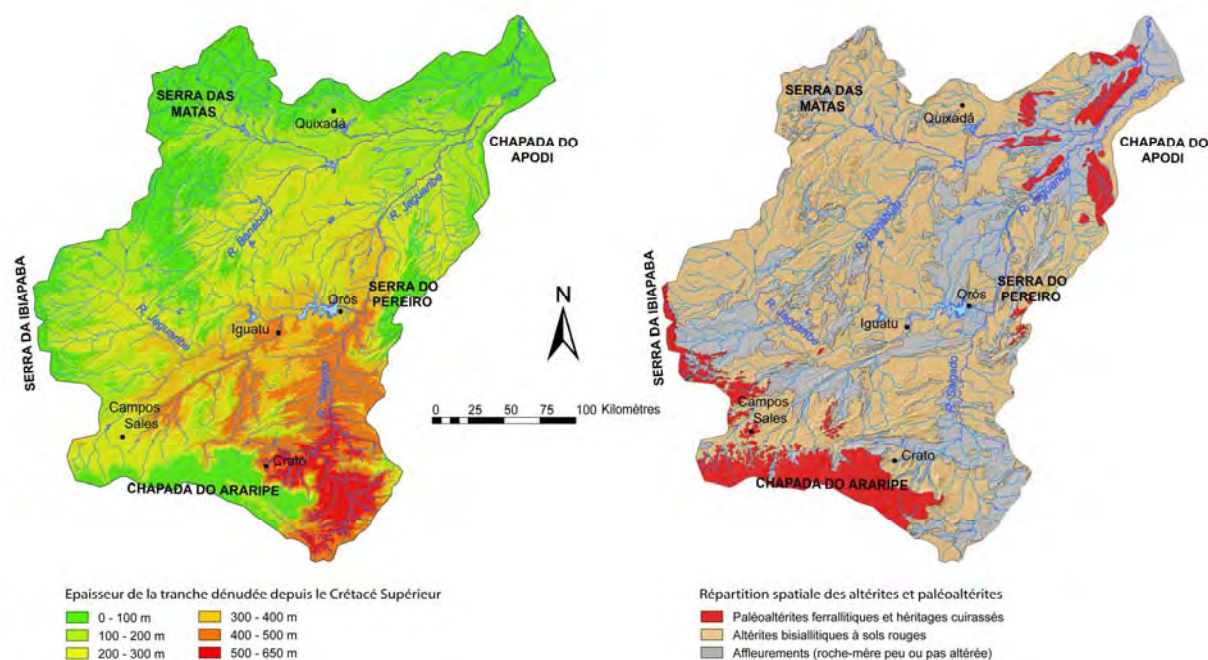 SERRA DAS
MATAS
Quixadá
CHAPADA DO
APODI
R. Banabuiú
R. Jaguaribe
SERRA DO
PEREIRO
Orós
Iguatu
R. Jaguaribe
SERRA DA IBIAPABA
R. Salgado
Campos
Sales
Crato
CHAPADA DO ARARIPE
N
0 25 50 75 100 Kilomètres
SERRA DAS
MATAS
Quixadá
CHAPADA DO
APODI
R. Banabuiú
R. Jaguaribe
SERRA DO
PEREIRO
Orós
Iguatu
R. Jaguaribe
SERRA DA IBIAPABA
R. Salgado
Campos
Sales
Crato
CHAPADA DO ARARIPE
Epaisseur de la tranche dénudée depuis le Crétacé Supérieur
0 - 100 m
100 - 200 m
200 - 300 m
300 - 400 m
400 - 500 m
500 - 650 m
Répartition spatiale des altérites et paléoaltérites
Paléoaltérites ferrallitiques et héritages cuirassés
Altérites bisiallitiques à sols rouges
Affleurements (roche-mère peu ou pas altérée)